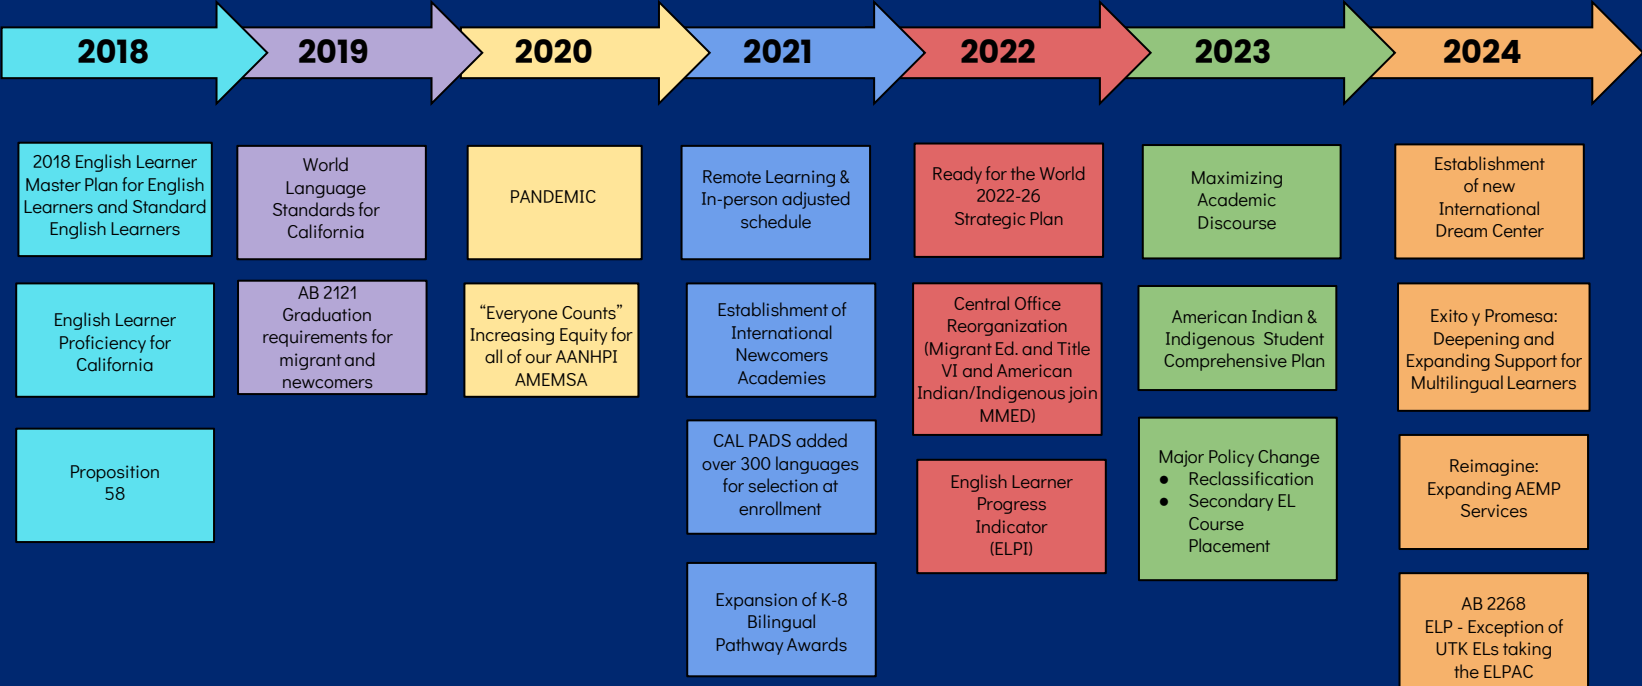 2018
2019
2020
2021
2022
2023
2024
2018 English Learner
Master Plan for English
Learners and Standard
English Learners
English Learner
Proficiency for
California
Proposition
58
World
Language
Standards for
California
AB 2121
Graduation
requirements for
migrant and
newcomers
PANDEMIC
“Everyone Counts”
Increasing Equity for
all of our AANHPI
AMEMSA
Remote Learning &
In-person adjusted
schedule
Establishment of
International
Newcomers
Academies
CAL PADS added
over 300 languages
for selection at
enrollment
Expansion of K-8
Bilingual
Pathway Awards
Ready for the World
2022-26
Strategic Plan
Central Office
Reorganization
(Migrant Ed. and Title
VI and American
Indian/Indigenous join
MMED)
English Learner
Progress
Indicator
(ELPI)
Maximizing
Academic
Discourse
American Indian &
Indigenous Student
Comprehensive Plan
Major Policy Change
● Reclassification
● Secondary EL
Course
Placement
Establishment
of new
International
Dream Center
Exito y Promesa:
Deepening and
Expanding Support for
Multilingual Learners
Reimagine:
Expanding AEMP
Services
AB 2268
ELP - Exception of
UTK ELs taking
the ELPAC